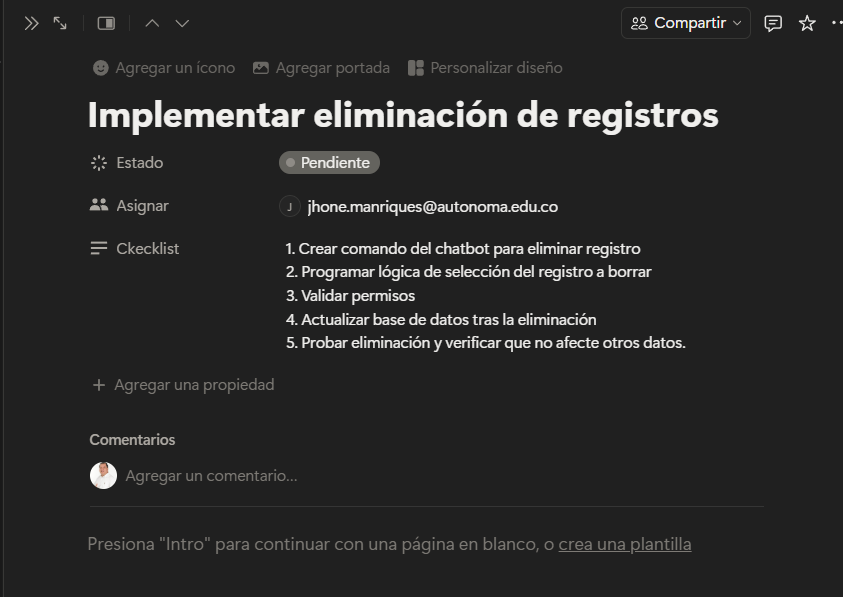 Compartir
Agregar un ícono Agregar portada Personalizar diseño
Implementar eliminación de registros
Estado Pendiente
Asignar J jhone.manriques@autonoma.edu.co
Ckecklist 1. Crear comando del chatbot para eliminar registro
2. Programar lógica de selección del registro a borrar
3. Validar permisos
4. Actualizar base de datos tras la eliminación
5. Probar eliminación y verificar que no afecte otros datos.
+ Agregar una propiedad
Comentarios
Agregar un comentario...
Presiona "Intro" para continuar con una página en blanco, o crea una plantilla